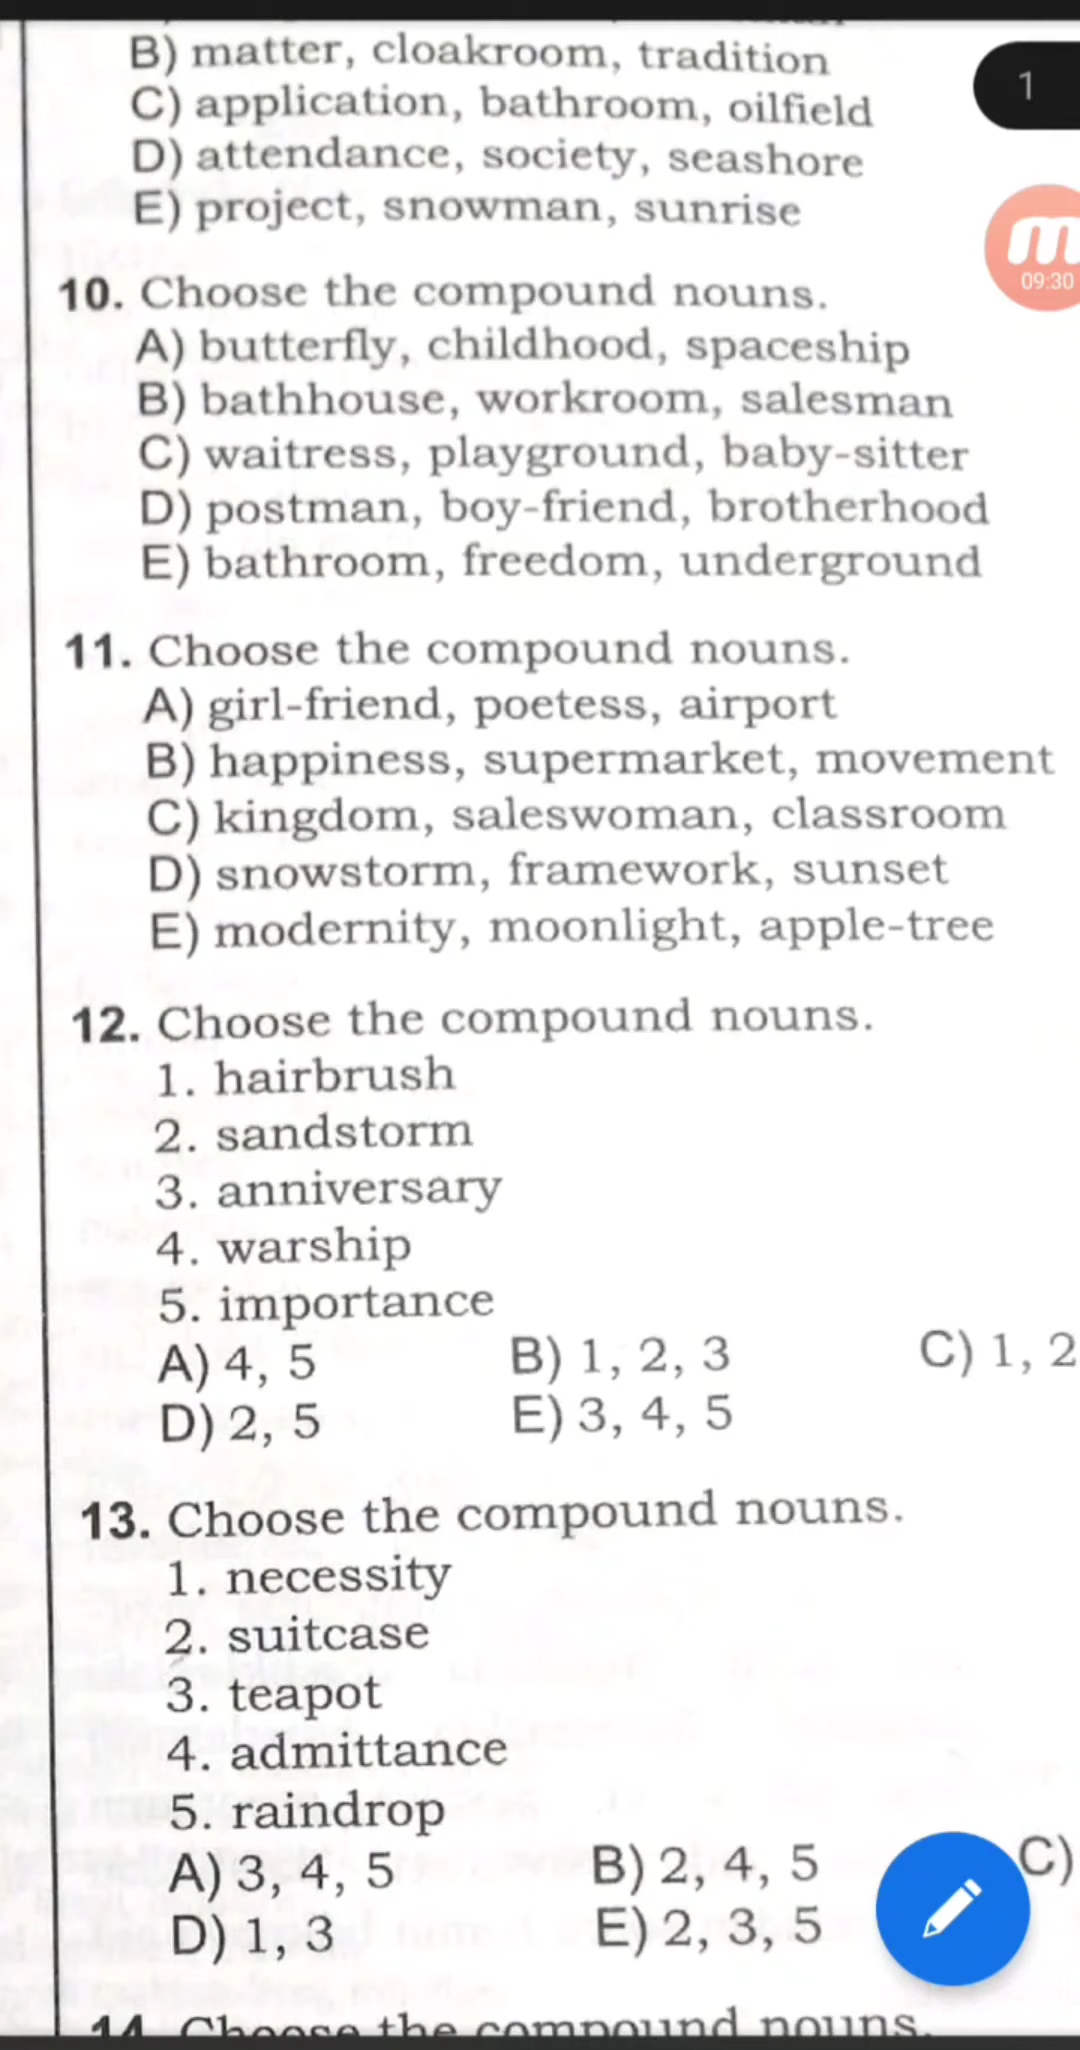 B) matter, cloakroom, tradition
1
C) application, bathroom, oilfield
D) attendance, society, seashore
E) project, snowman, sunrise
09:30
10. Choose the compound nouns.
A) butterfly, childhood, spaceship
B) bathhouse, workroom, salesman
C) waitress, playground, baby-sitter
D) postman, boy-friend, brotherhood
E) bathroom, freedom, underground
11. Choose the compound nouns.
A) girl-friend, poetess, airport
B) happiness, supermarket, movement
C) kingdom, saleswoman, classroom
D) snowstorm, framework, sunset
E) modernity, moonlight, apple-tree
12. Choose the compound nouns.
1. hairbrush
2. sandstorm
3. anniversary
4. warship
5. importance
A) 4, 5 B) 1, 2, 3 C) 1, 2
D) 2, 5 E) 3, 4, 5
13. Choose the compound nouns.
1. necessity
2. suitcase
3. teapot
4. admittance
5. raindrop
A) 3, 4, 5 B) 2, 4, 5 C)
D) 1, 3 E) 2, 3, 5
14 Choose the compound nouns.